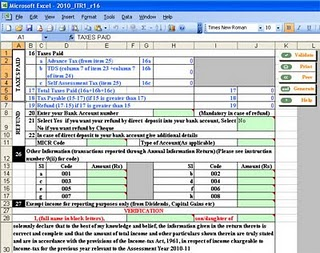 Microsoft Excel - 2010_ITR1_r16
File Edit View Insert Format Tools Data Window Help
Times New Roman 10
A1 TAXES PAID
A B C D E F G H I J
TAXES PAID
16 Taxes Paid
a Advance Tax (from item 25) 16a 0
b TDS (column 7 of item 23 +column 7 of item 24) 16b 0
c Self Assessment Tax (item 25) 16c 0
17 Total Taxes Paid (16a+16b+16c) 17 0
18 Tax Payable (15-17) (if 15 is greater than 17) 18 0
19 Refund (17-15) if 17 is greater than 15 19 0
REFUND
20 Enter your Bank Account number (Mandatory in case of refund)
21 Select Yes if you want your refund by direct deposit into your bank account, Select No if you want refund by Cheque No
22 In case of direct deposit to your bank account give additional details
MICR Code Type of Account(As applicable)
26 Other Information (transactions reported through Annual Information Return)(Please see instruction number-9(ii) for code)
Sl Code Amount (Rs) Sl Code Amount (Rs)
a 001 b 002
c 003 d 004
e 005 f 006
g 007 h 008
27 Exempt income for reporting purposes only (from Dividends, Capital Gains etc)
VERIFICATION
I, (full name in block letters), son/daughter of
solemnly declare that to the best of my knowledge and belief, the information given in the return thereto is
correct and complete and that the amount of total income and other particulars shown therein are truly stated
and are in accordance with the provisions of the Income-tax Act, 1961, in respect of income chargeable to
Income-tax for the previous year relevant to the Assessment Year 2010-11
Validate
Print
Prev
Generate
Help